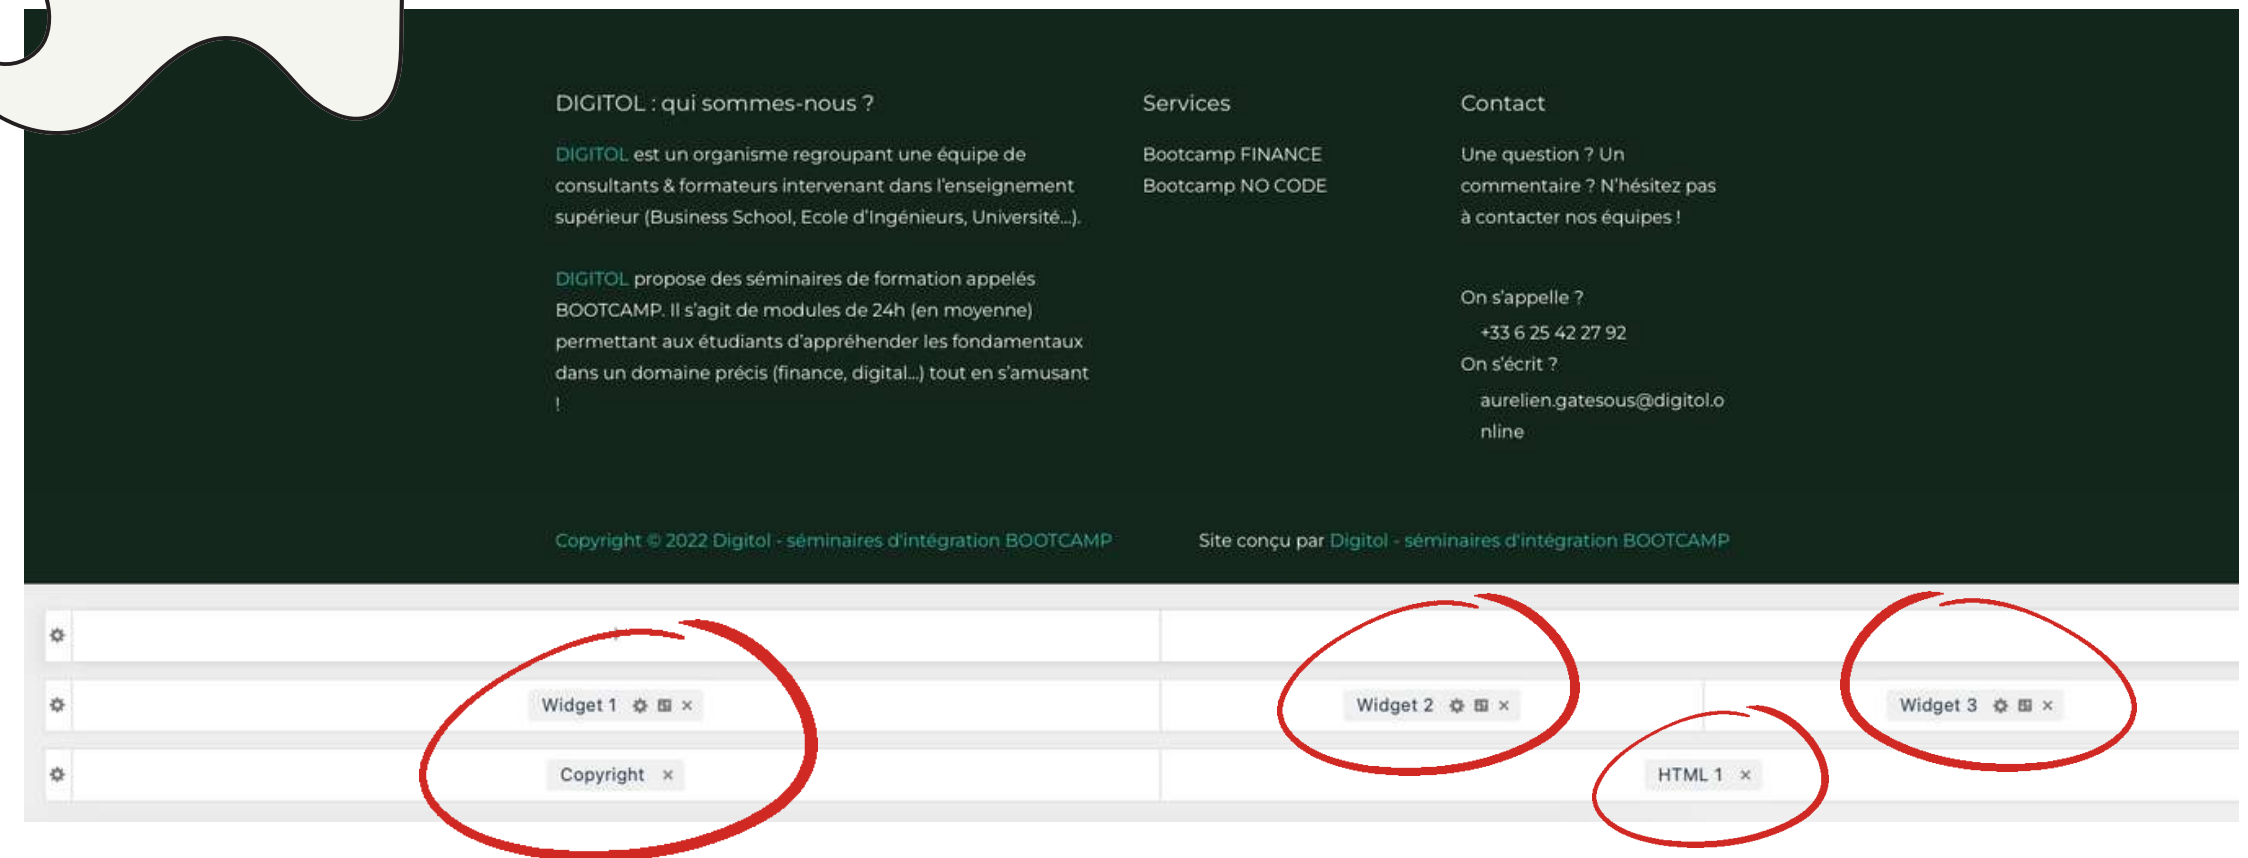 DIGITOL : qui sommes-nous ?
DIGITOL est un organisme regroupant une équipe de
consultants & formateurs intervenant dans l'enseignement
supérieur (Business School, Ecole d'Ingénieurs, Université...).
DIGITOL propose des séminaires de formation appelés
BOOTCAMP. Il s'agit de modules de 24h (en moyenne)
permettant aux étudiants d'appréhender les fondamentaux
dans un domaine précis (finance, digital...) tout en s'amusant
!
Services
Bootcamp FINANCE
Bootcamp NO CODE
Contact
Une question ? Un
commentaire ? N'hésitez pas
à contacter nos équipes !
On s'appelle ?
+33 6 25 42 27 92
On s'écrit ?
aurelien.gatesous@digitol.o
nline
Copyright © 2022 Digitol - séminaires d'intégration BOOTCAMP
Site conçu par Digitol - séminaires d'intégration BOOTCAMP
Widget 1
Widget 2
Widget 3
Copyright
HTML 1